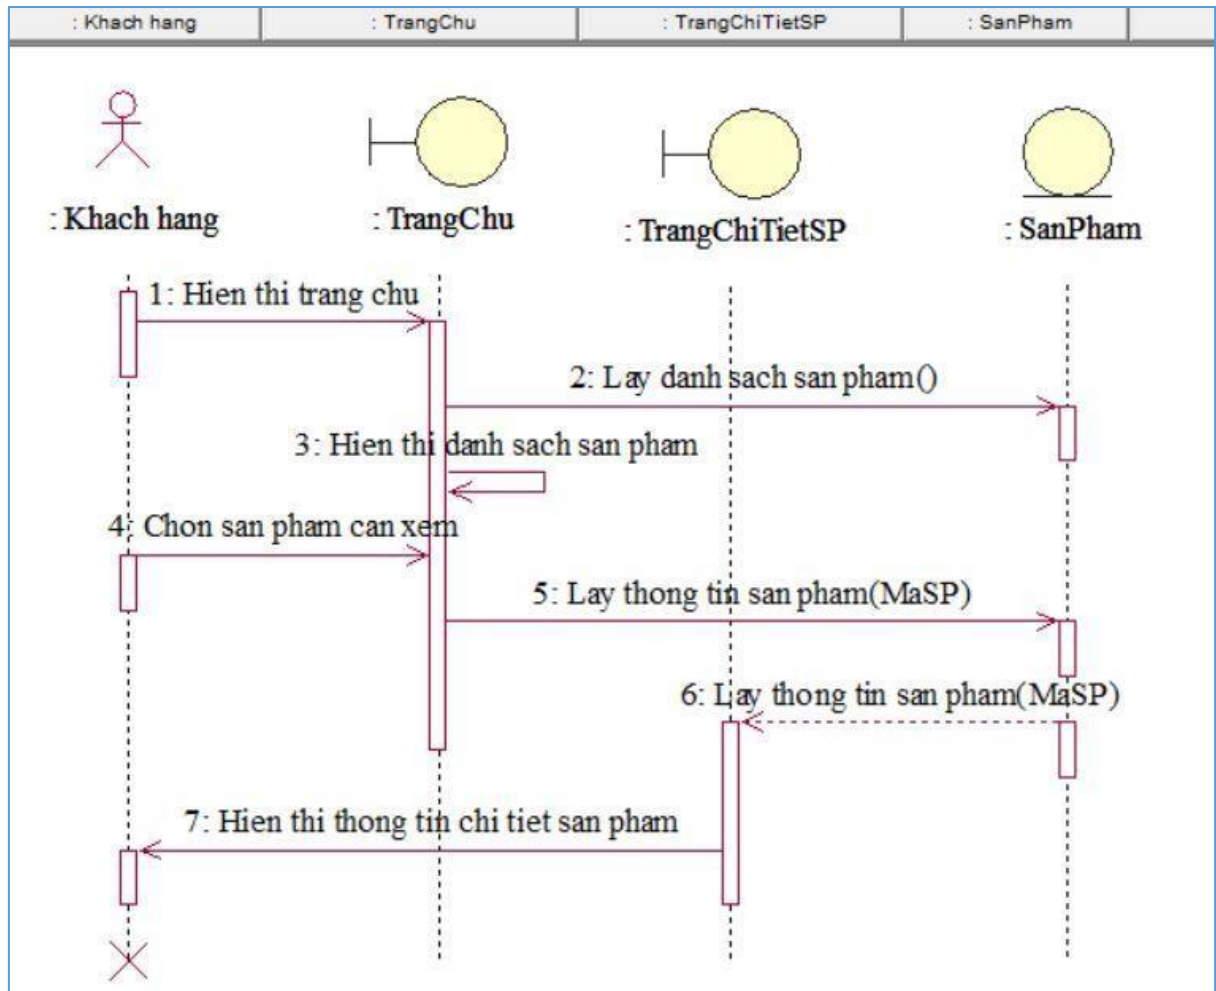 : Khach hang
: TrangChu
: TrangChiTietSP
: SanPham
: Khach hang
: TrangChu
: TrangChiTietSP
: SanPham
1: Hien thi trang chu
2: Lay danh sach san pham()
3: Hien thi danh sach san pham
4: Chon san pham can xem
5: Lay thong tin san pham(MaSP)
6: Lay thong tin san pham(MaSP)
7: Hien thi thong tin chi tiet san pham